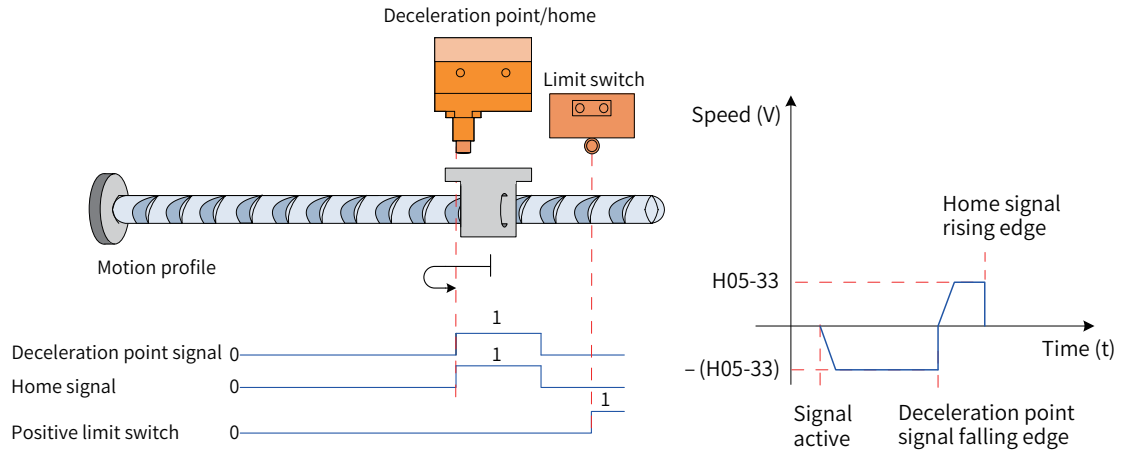 Deceleration point/home
Limit switch
Motion profile
1
Deceleration point signal 0
1
Home signal 0
1
Positive limit switch 0
Speed (V)
Home signal
rising edge
H05-33
Time (t)
– (H05-33)
Signal
active
Deceleration point
signal falling edge